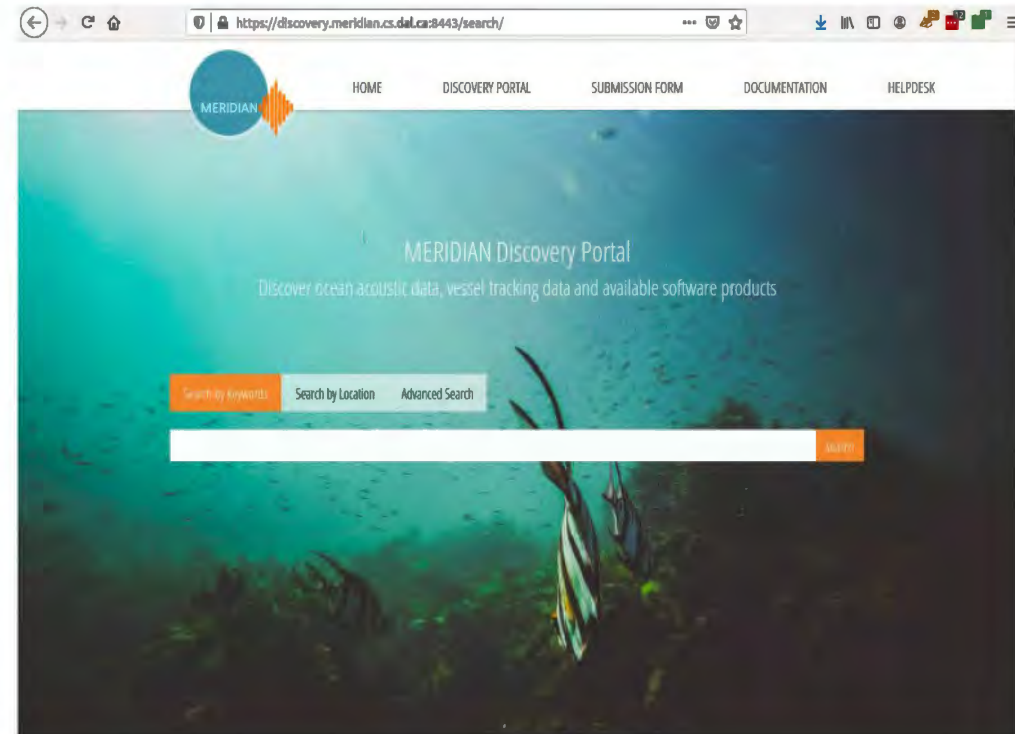 https://discovery.meridian.cs.dal.ca:8443/search/
MERIDIAN
HOME DISCOVERY PORTAL SUBMISSION FORM DOCUMENTATION HELPDESK
MERIDIAN Discovery Portal
Discover ocean acoustic data, vessel tracking data and available software products
Search by Keywords Search by Location Advanced Search
Search